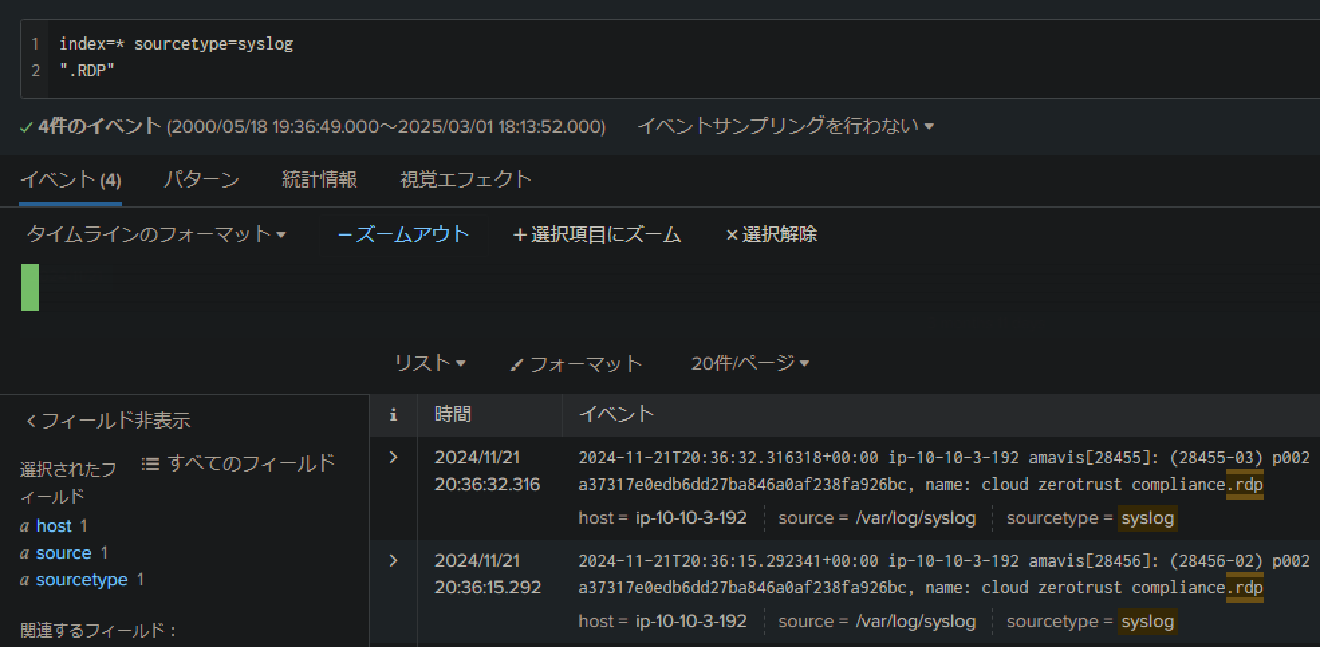 1 index=* sourcetype=syslog
2 ".RDP"
✓ 4件のイベント (2000/05/18 19:36:49.000～2025/03/01 18:13:52.000) イベントサンプリングを行わない ▾
イベント (4) パターン 統計情報 視覚エフェクト
タイムラインのフォーマット ▾ −ズームアウト +選択項目にズーム ×選択解除
リスト ▾ フォーマット 20件/ページ ▾
<フィールド非表示 すべてのフィールド
選択されたフ
ィールド
a host 1
a source 1
a sourcetype 1
関連するフィールド：
i 時間 イベント
> 2024/11/21 2024-11-21T20:36:32.316318+00:00 ip-10-10-3-192 amavis[28455]: (28455-03) p002
20:36:32.316 a37317e0edb6dd27ba846a0af238fa926bc, name: cloud zerotrust compliance.rdp
host = ip-10-10-3-192 source = /var/log/syslog sourcetype = syslog
> 2024/11/21 2024-11-21T20:36:15.292341+00:00 ip-10-10-3-192 amavis[28456]: (28456-02) p002
20:36:15.292 a37317e0edb6dd27ba846a0af238fa926bc, name: cloud zerotrust compliance.rdp
host = ip-10-10-3-192 source = /var/log/syslog sourcetype = syslog